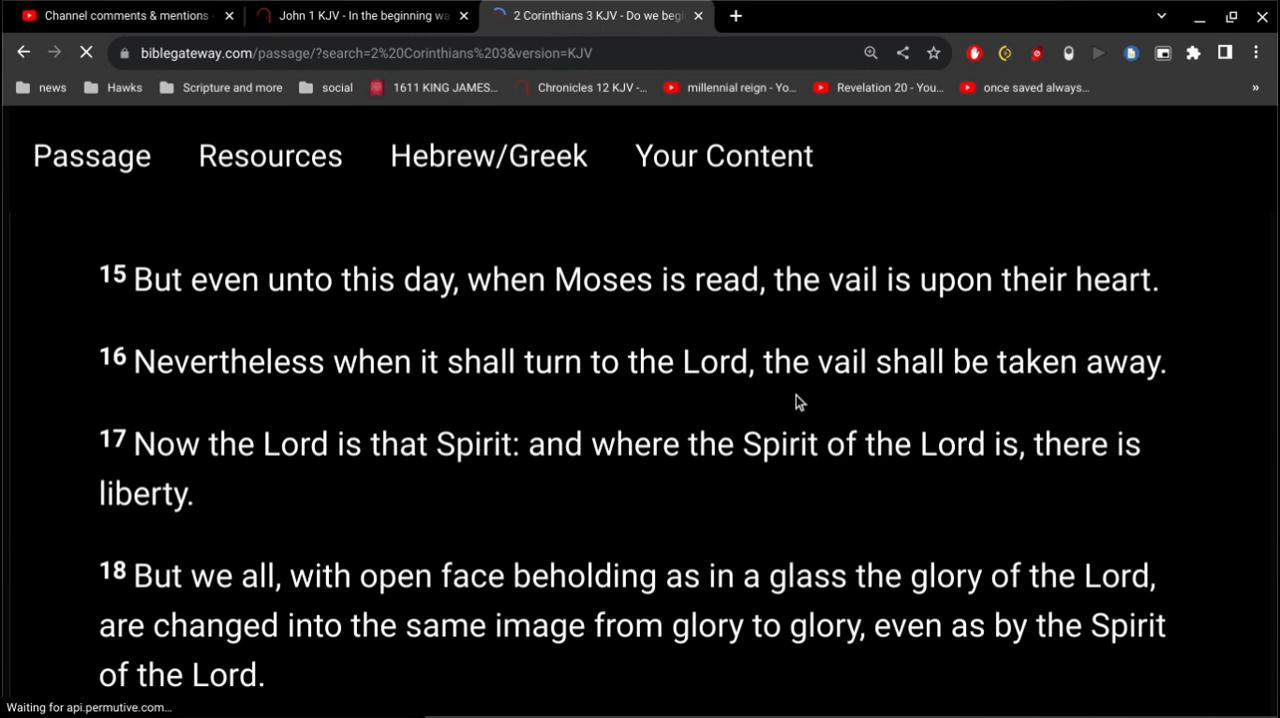 Channel comments & mentions -
John 1 KJV - In the beginning wa
2 Corinthians 3 KJV - Do we begi
biblegateway.com/passage/?search=2%20Corinthians%203&version=KJV
news
Hawks
Scripture and more
social
1611 KING JAMES...
Chronicles 12 KJV -...
millennial reign - Yo...
Revelation 20 - You...
once saved always...
»
Passage
Resources
Hebrew/Greek
Your Content
15 But even unto this day, when Moses is read, the vail is upon their heart.
16 Nevertheless when it shall turn to the Lord, the vail shall be taken away.
17 Now the Lord is that Spirit: and where the Spirit of the Lord is, there is
liberty.
18 But we all, with open face beholding as in a glass the glory of the Lord,
are changed into the same image from glory to glory, even as by the Spirit
of the Lord.
Waiting for api.permutive.com...